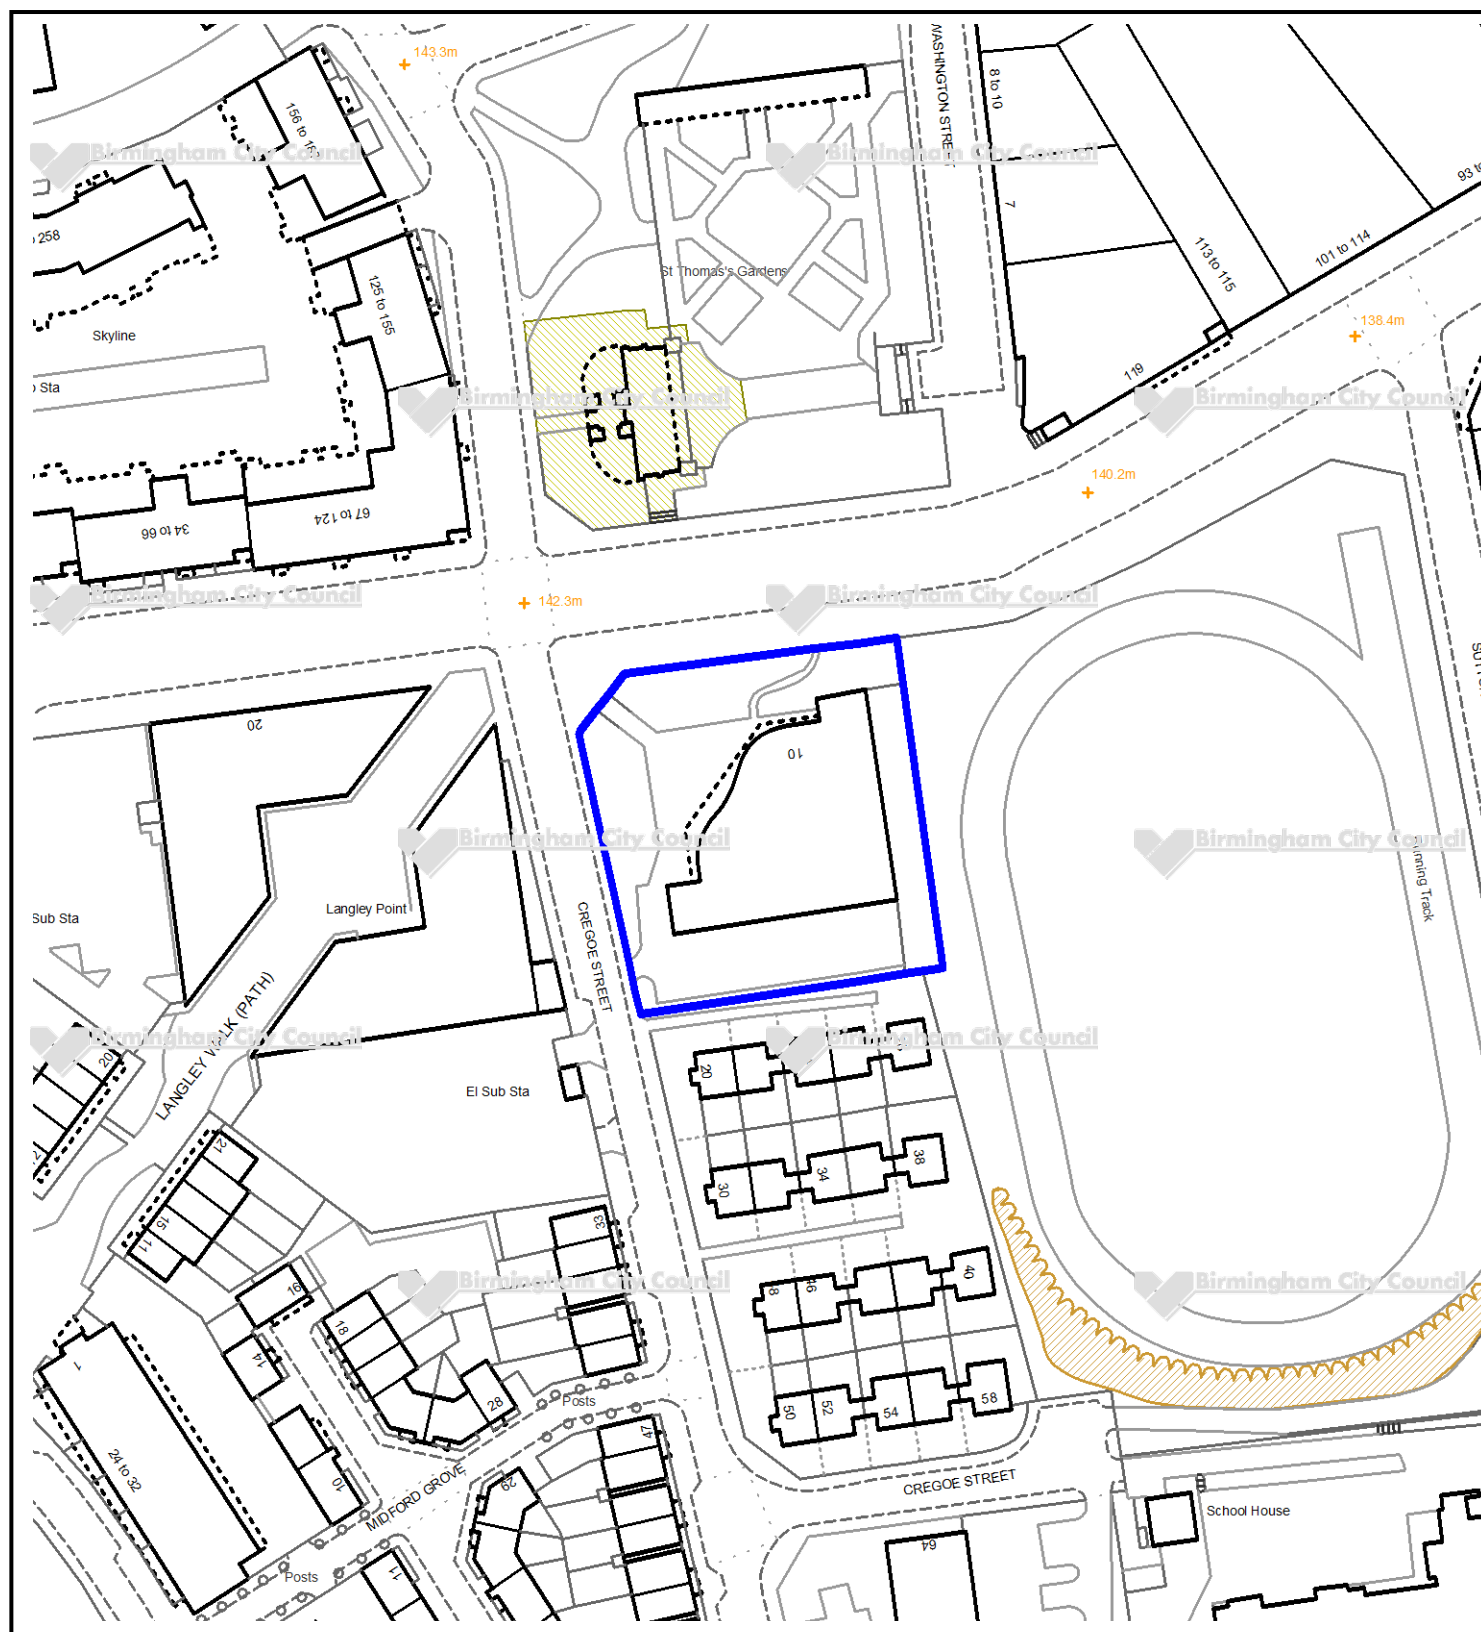 143.3m
WASHINGTON STREET
8 to 10
Birmingham City Council
Birmingham City Council
93 to
7
258
113 to 115
101 to 114
St Thomas's Gardens
125 to 155
138.4m
Skyline
Sta
119
Birmingham City Council
Birmingham City Council
140.2m
67 to 124
34 to 66
Birmingham City Council
142.3m
Birmingham City Council
20
10
Birmingham City Council
Birmingham City Council
Running Track
Langley Point
Sub Sta
CREGOE STREET
LANGLEY WALK (PATH)
Birmingham City Council
Birmingham City Council
20
20
El Sub Sta
21
38
34
30
15
11
33
40
46
Birmingham City Council
Birmingham City Council
16
18
14
1
28
Posts
50
52
54
58
47
24 to 32
10
MIDFORD GROVE
29
CREGOE STREET
School House
64
11
Posts